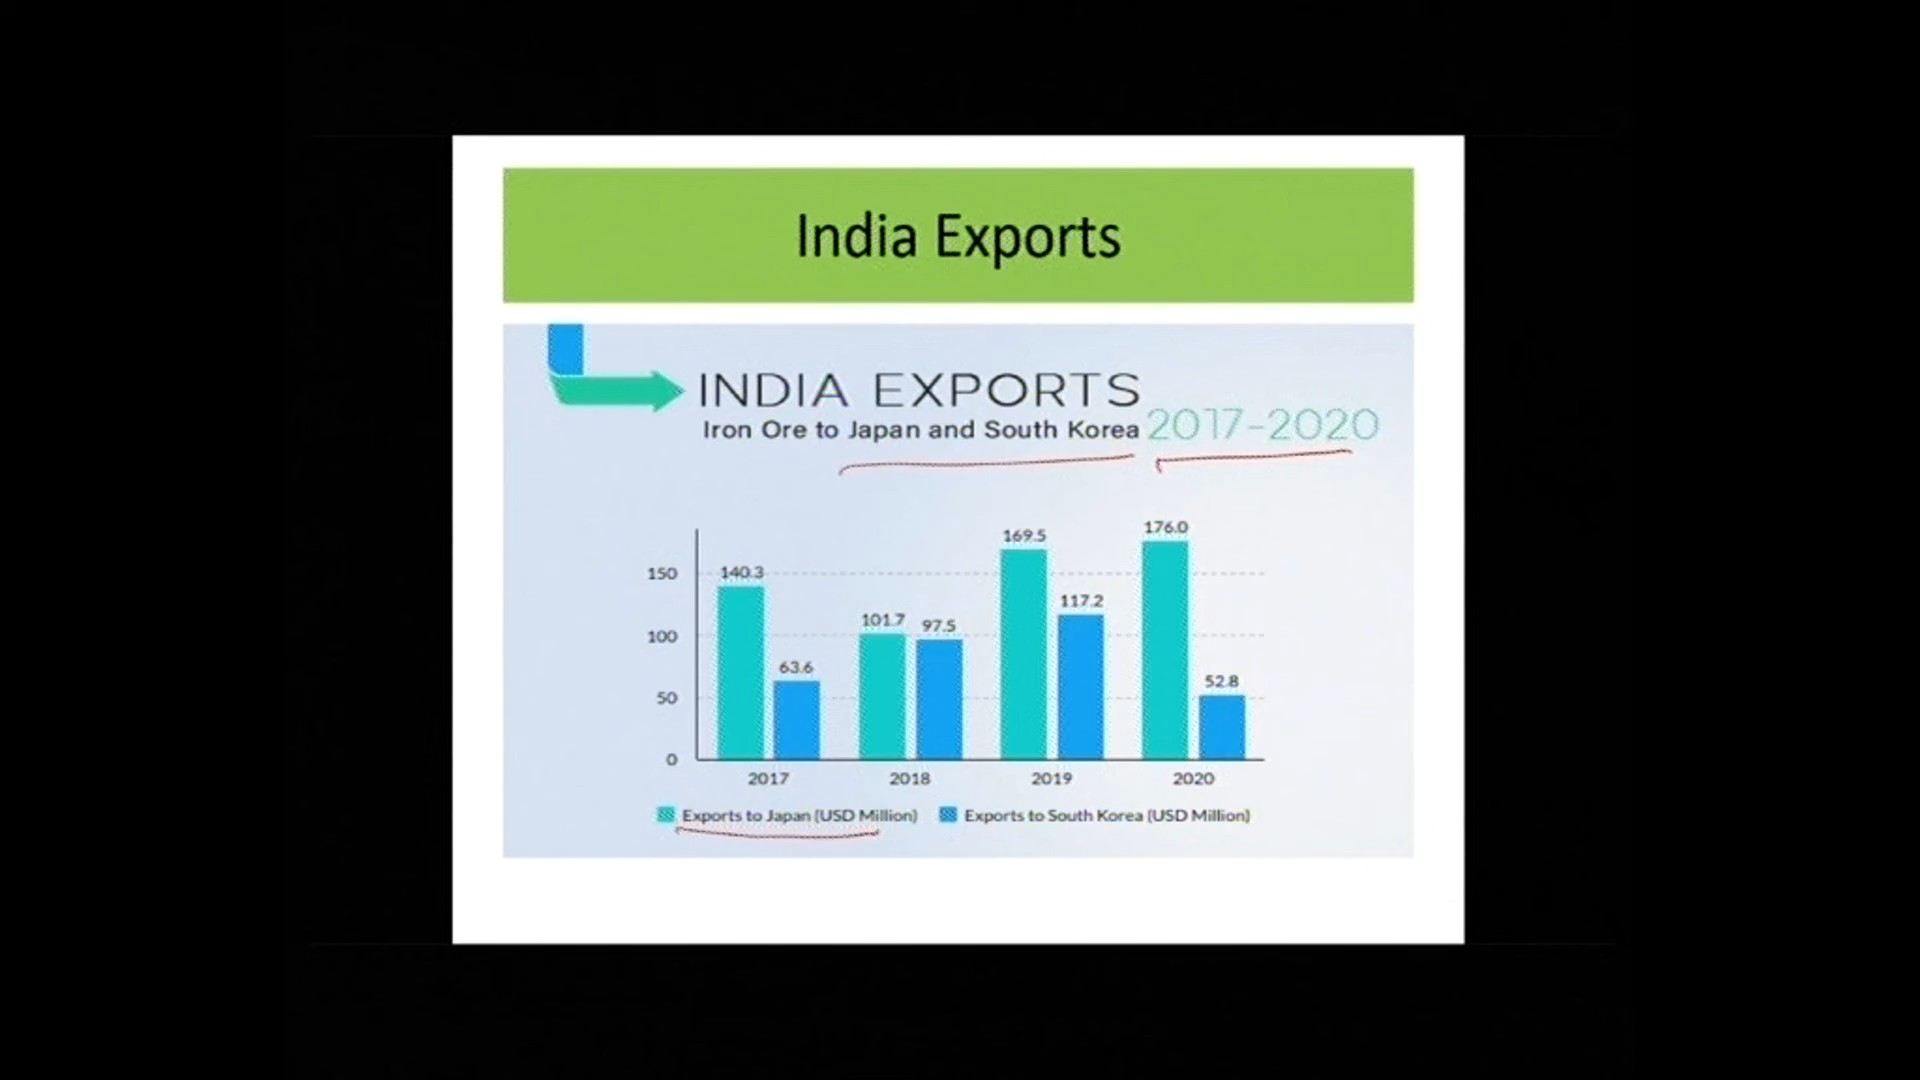 India Exports
INDIA EXPORTS
Iron Ore to Japan and South Korea 2017-2020
176.0
169.5
150 140.3
117.2
101.7 97.5
100
63.6
52.8
50
0
2017 2018 2019 2020
Exports to Japan (USD Million) Exports to South Korea (USD Million)